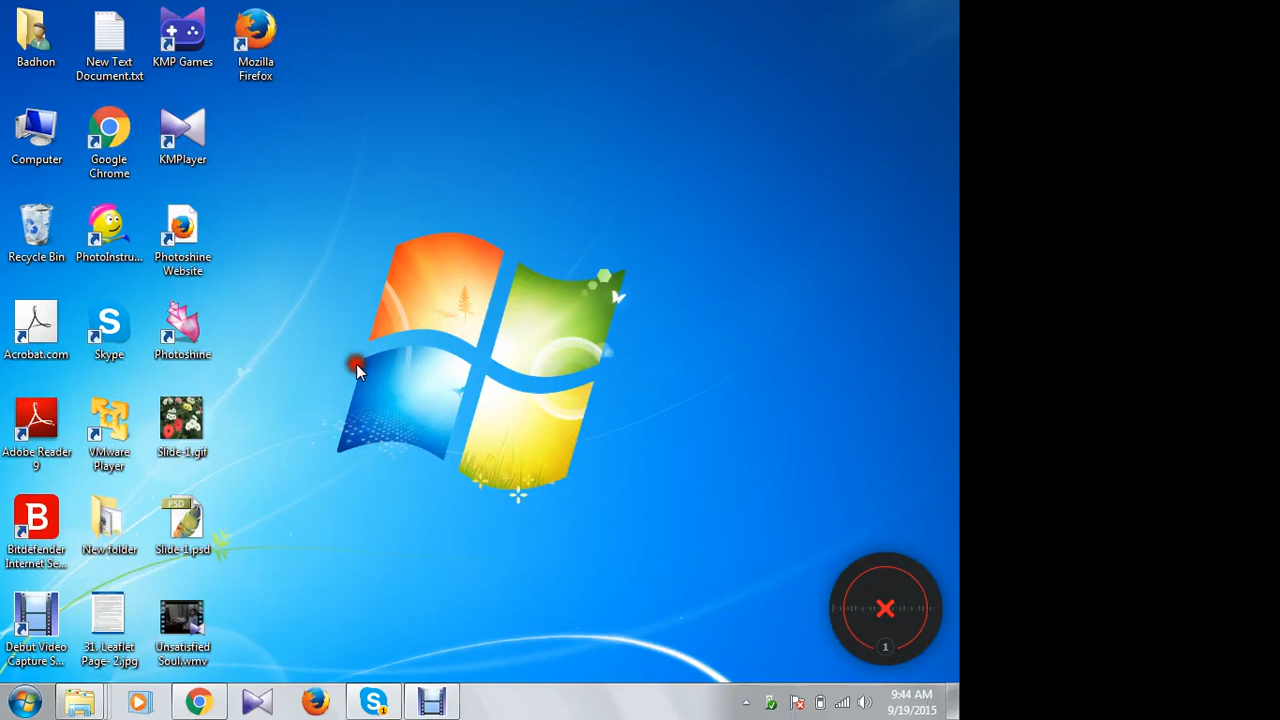 Badhon
New Text
Document.txt
KMP Games
Mozilla
Firefox
Computer
Google
Chrome
KMPlayer
Recycle Bin
PhotoInstru...
Photoshine
Website
Acrobat.com
Skype
Photoshine
Adobe Reader
9
VMware
Player
Slide-1.gif
Bitdefender
Internet Se...
New folder
PSD
Slide-1.psd
Debut Video
Capture S...
31. Leaflet
Page- 2.jpg
Unsatisfied
Soul.wmv
1
9:44 AM
9/19/2015